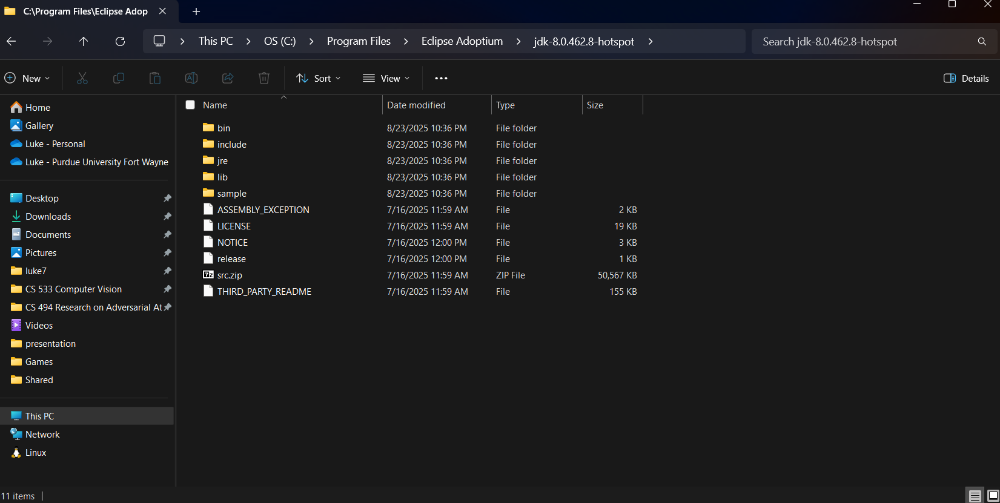 C:\Program Files\Eclipse Adop
This PC > OS (C:) > Program Files > Eclipse Adoptium > jdk-8.0.462.8-hotspot >
Search jdk-8.0.462.8-hotspot
New
Sort
View
Details
Home
Gallery
Luke - Personal
Luke - Purdue University Fort Wayne
Desktop
Downloads
Documents
Pictures
luke7
CS 533 Computer Vision
CS 494 Research on Adversarial At
Videos
presentation
Games
Shared
This PC
Network
Linux
Name Date modified Type Size
bin 8/23/2025 10:36 PM File folder
include 8/23/2025 10:36 PM File folder
jre 8/23/2025 10:36 PM File folder
lib 8/23/2025 10:36 PM File folder
sample 8/23/2025 10:36 PM File folder
ASSEMBLY_EXCEPTION 7/16/2025 11:59 AM File 2 KB
LICENSE 7/16/2025 11:59 AM File 19 KB
NOTICE 7/16/2025 12:00 PM File 3 KB
release 7/16/2025 12:00 PM File 1 KB
7z src.zip 7/16/2025 11:59 AM ZIP File 50,567 KB
THIRD_PARTY_README 7/16/2025 11:59 AM File 155 KB
11 items